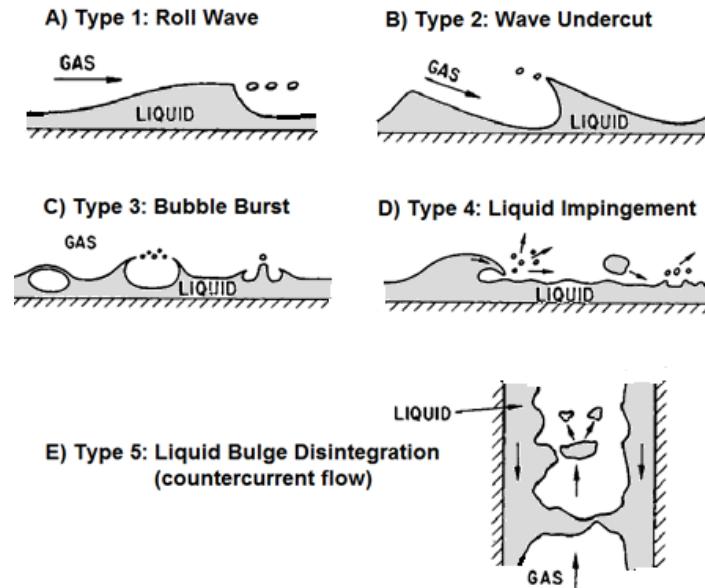 A) Type 1: Roll Wave
GAS
LIQUID
B) Type 2: Wave Undercut
GAS
LIQUID
C) Type 3: Bubble Burst
GAS
LIQUID
D) Type 4: Liquid Impingement
LIQUID
E) Type 5: Liquid Bulge Disintegration
(countercurrent flow)
LIQUID
GAS